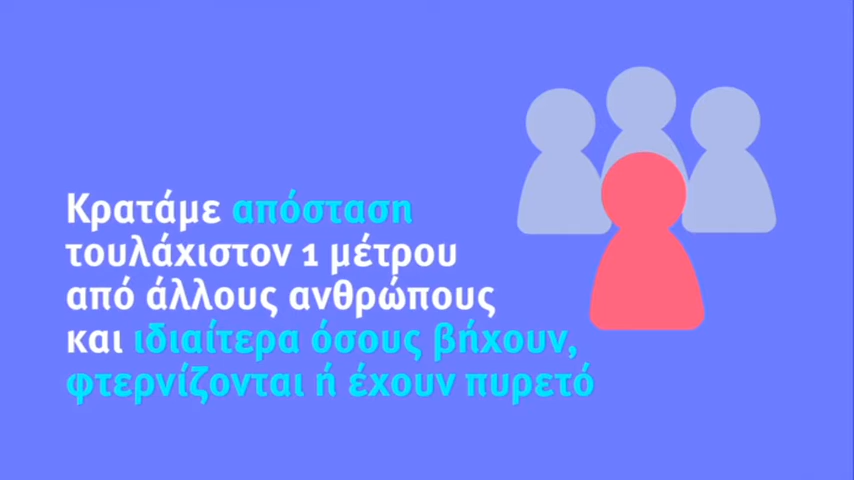 Κρατάμε απόσταση
τουλάχιστον 1 μέτρου
από άλλους ανθρώπους
και ιδιαίτερα όσους βήχουν,
φτερνίζονται ή έχουν πυρετό